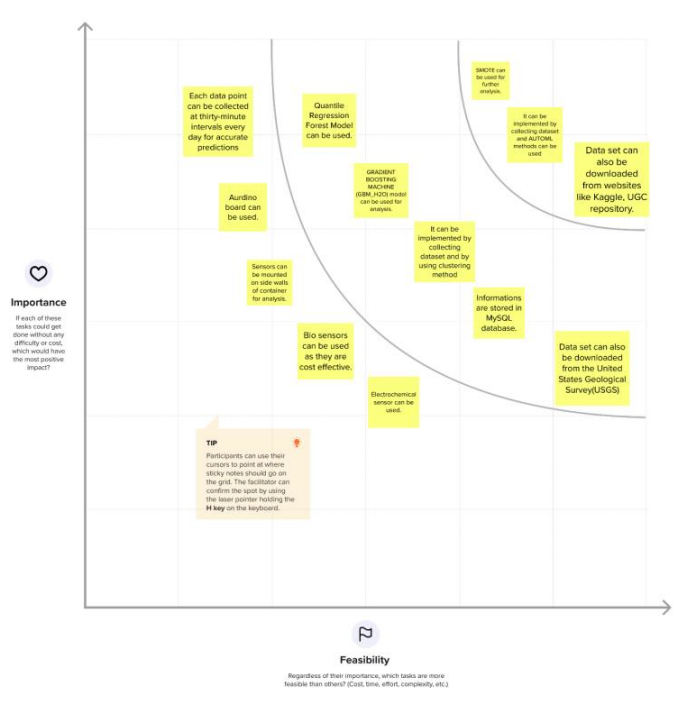 SMOTE can
be used for
further
analysis.
Each data point
can be collected
at thirty-minute
intervals every
day for accurate
predictions
Quantile
Regression
Forest Model
can be used.
It can be
implemented by
collecting dataset
and AUTOML
methods can be
used
Data set can
also be
downloaded
from websites
like Kaggle, UGC
repository.
GRADIENT
BOOSTING
MACHINE
(GBM_H2O) model
can be used for
analysis.
Aurdino
board can
be used.
It can be
implemented by
collecting
dataset and by
using clustering
method
Sensors can
be mounted
on side walls
of container
for analysis.
Informations
are stored in
MySQL
database.
Bio sensors
can be used
as they are
cost effective.
Data set can also
be downloaded
from the United
States Geological
Survey(USGS)
Electrochemical
sensor can be
used.
Importance
If each of these
tasks could get
done without any
difficulty or cost,
which would have
the most positive
impact?
TIP
Participants can use their
cursors to point at where
sticky notes should go on
the grid. The facilitator can
confirm the spot by using
the laser pointer holding the
H key on the keyboard.
Feasibility
Regardless of their importance, which tasks are more
feasible than others? (Cost, time, effort, complexity, etc.)